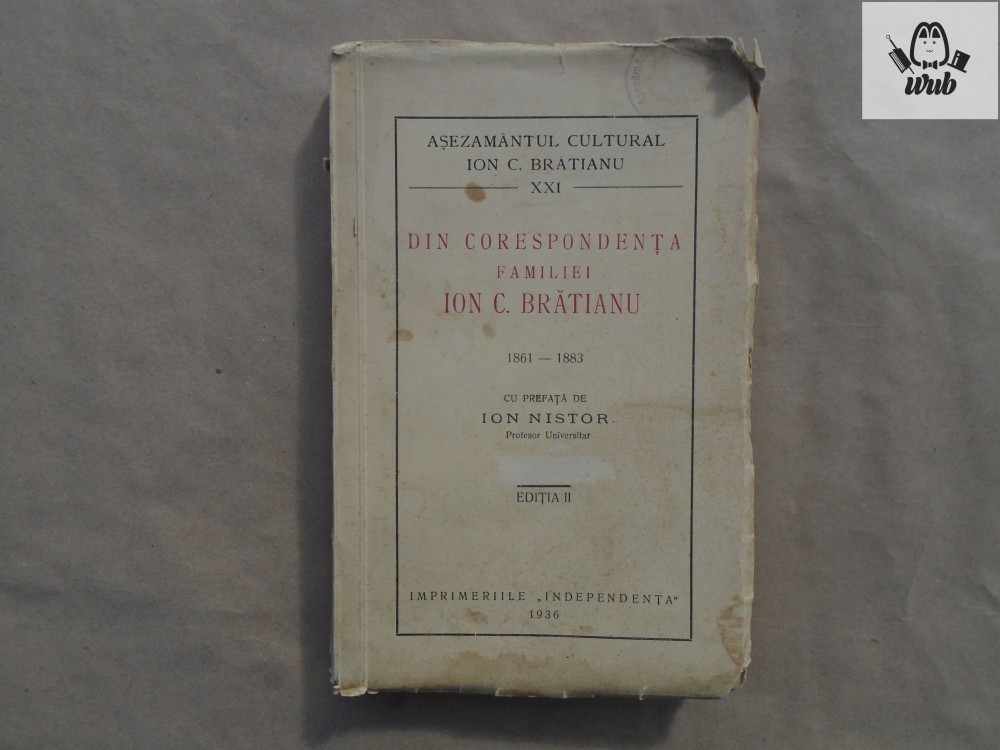 AȘEZAMÂNTUL CULTURAL
ION C. BRĂTIANU
XXI
DIN CORESPONDENȚA
FAMILIEI
ION C. BRĂTIANU
1861 — 1883
CU PREFAȚĂ DE
ION NISTOR
Profesor Universitar
EDIȚIA II
IMPRIMERIILE „INDEPENDENȚA“
1936
wub